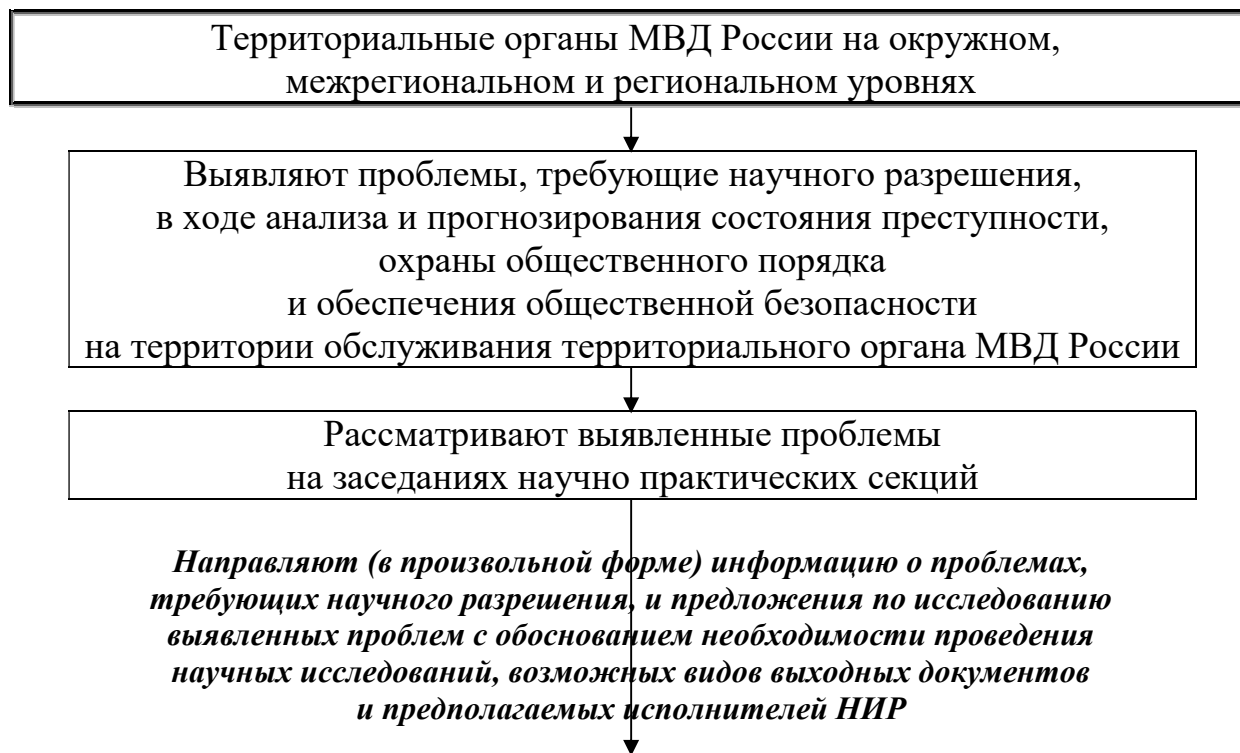 Территориальные органы МВД России на окружном,
межрегиональном и региональном уровнях
Выявляют проблемы, требующие научного разрешения,
в ходе анализа и прогнозирования состояния преступности,
охраны общественного порядка
и обеспечения общественной безопасности
на территории обслуживания территориального органа МВД России
Рассматривают выявленные проблемы
на заседаниях научно практических секций
Направляют (в произвольной форме) информацию о проблемах,
требующих научного разрешения, и предложения по исследованию
выявленных проблем с обоснованием необходимости проведения
научных исследований, возможных видов выходных документов
и предполагаемых исполнителей НИР